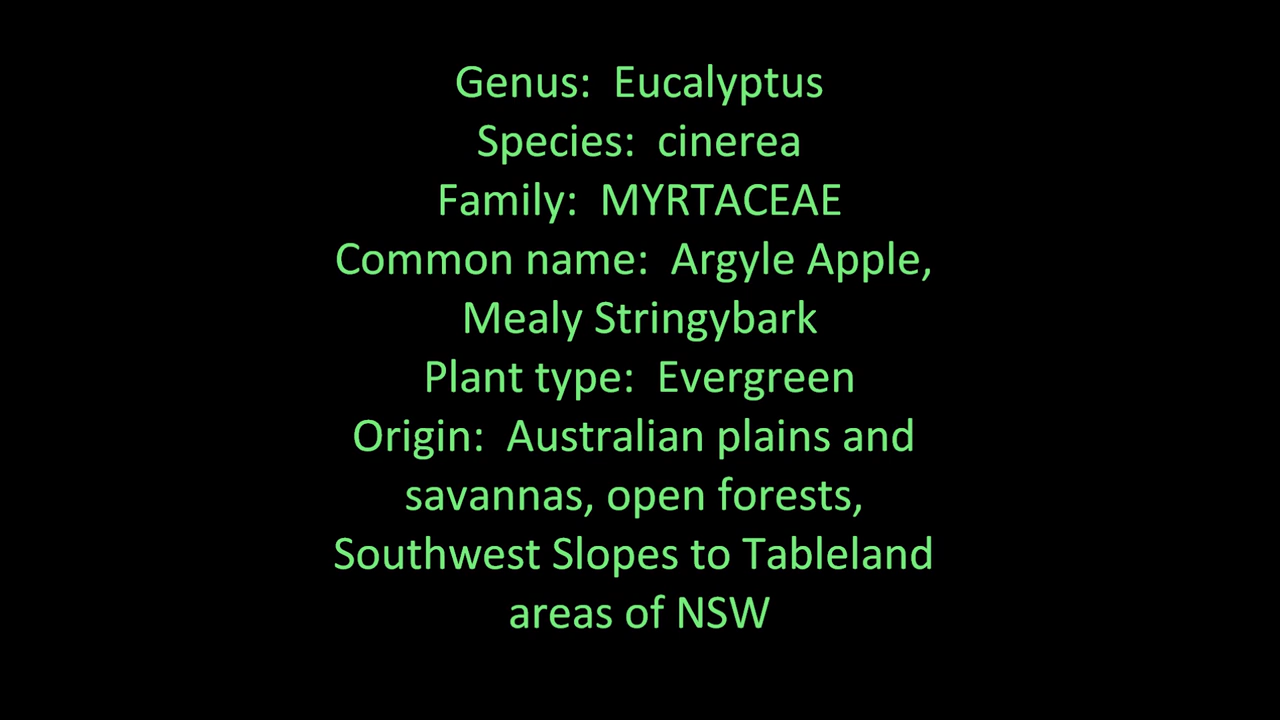 Genus:  Eucalyptus
Species:  cinerea
Family:  MYRTACEAE
Common name:  Argyle Apple,
Mealy Stringybark
Plant type:  Evergreen
Origin:  Australian plains and
savannas, open forests,
Southwest Slopes to Tableland
areas of NSW